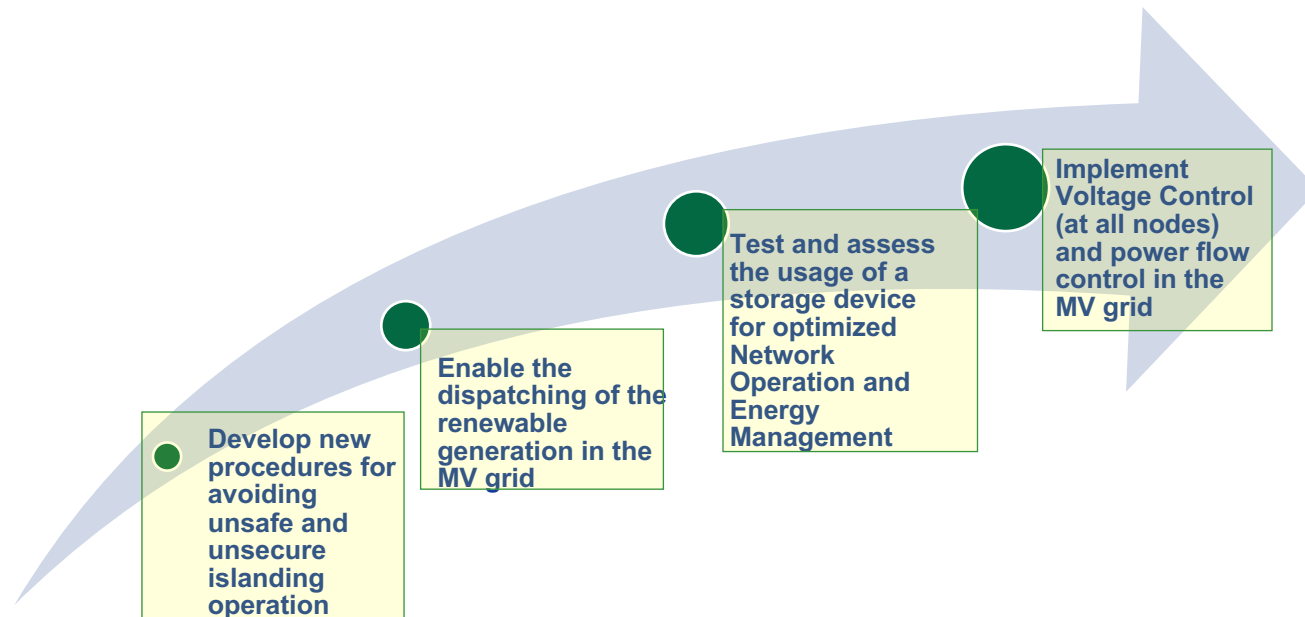 Develop new
procedures for
avoiding
unsafe and
unsecure
islanding
operation
Enable the
dispatching of the
renewable
generation in the
MV grid
Test and assess
the usage of a
storage device
for optimized
Network
Operation and
Energy
Management
Implement
Voltage Control
(at all nodes)
and power flow
control in the
MV grid